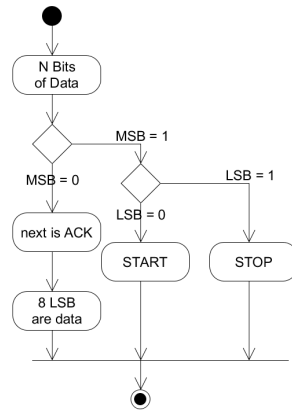 N Bits
of Data
MSB = 1
MSB = 0
LSB = 1
LSB = 0
next is ACK
START
STOP
8 LSB
are data